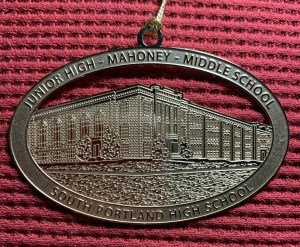 JUNIOR HIGH - MAHONEY - MIDDLE SCHOOL
SOUTH PORTLAND HIGH SCHOOL